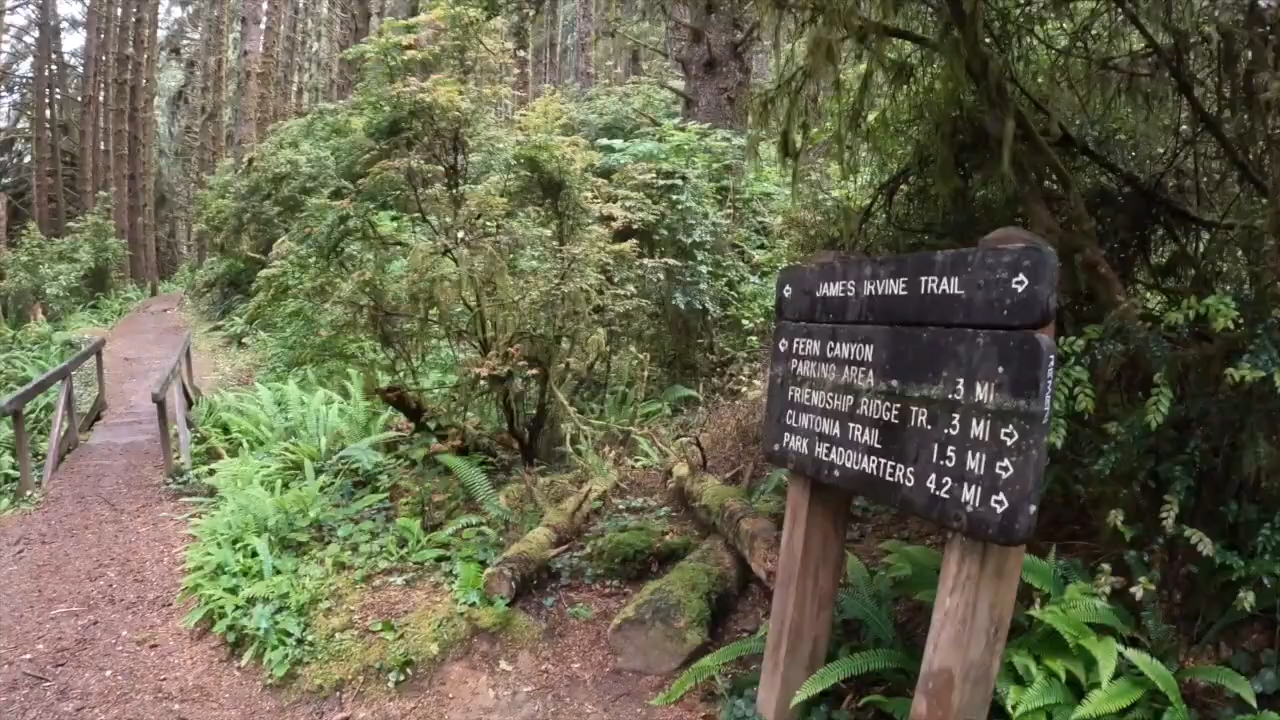 JAMES IRVINE TRAIL
FERN CANYON
PARKING AREA .3 MI
FRIENDSHIP RIDGE TR. .3 MI
CLINTONIA TRAIL 1.5 MI
PARK HEADQUARTERS 4.2 MI